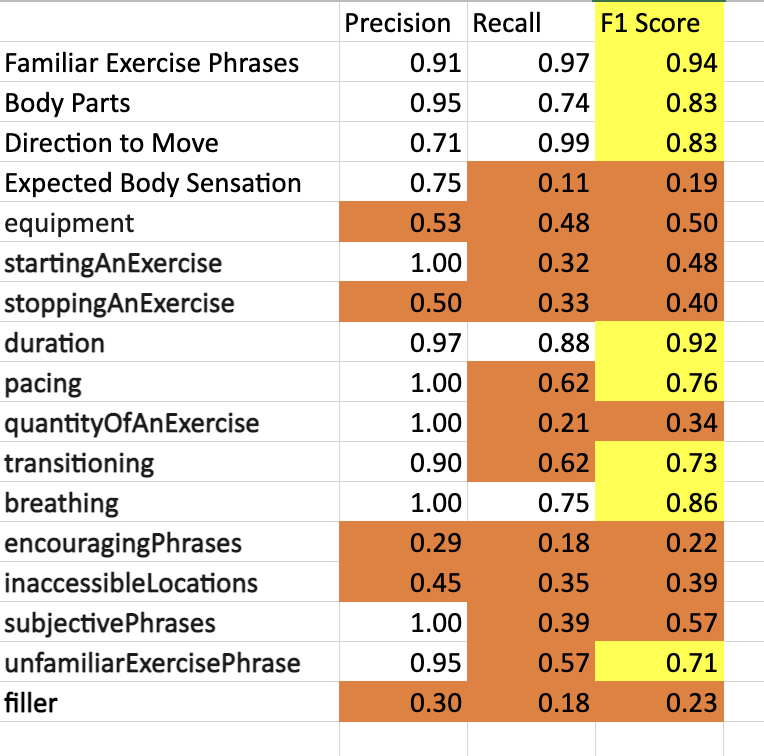 Precision Recall F1 Score
Familiar Exercise Phrases 0.91 0.97 0.94
Body Parts 0.95 0.74 0.83
Direction to Move 0.71 0.99 0.83
Expected Body Sensation 0.75 0.11 0.19
equipment 0.53 0.48 0.50
startingAnExercise 1.00 0.32 0.48
stoppingAnExercise 0.50 0.33 0.40
duration 0.97 0.88 0.92
pacing 1.00 0.62 0.76
quantityOfAnExercise 1.00 0.21 0.34
transitioning 0.90 0.62 0.73
breathing 1.00 0.75 0.86
encouragingPhrases 0.29 0.18 0.22
inaccessibleLocations 0.45 0.35 0.39
subjectivePhrases 1.00 0.39 0.57
unfamiliarExercisePhrase 0.95 0.57 0.71
filler 0.30 0.18 0.23